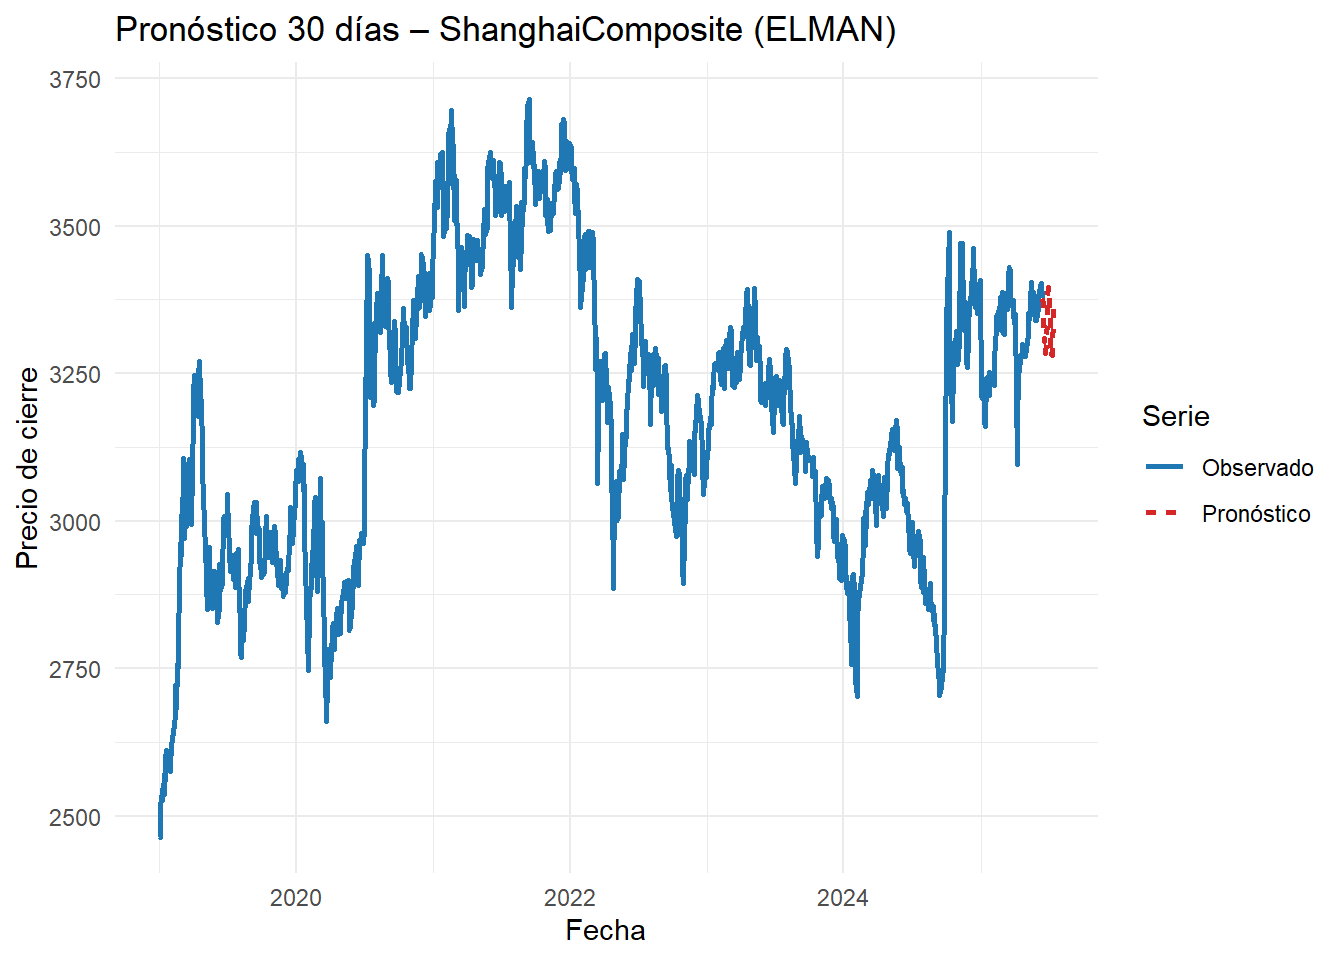 Pronóstico 30 días – ShanghaiComposite (ELMAN)
3750
3500
3250
3000
2750
2500
Precio de cierre
2020
2022
2024
Fecha
Serie
Observado
Pronóstico